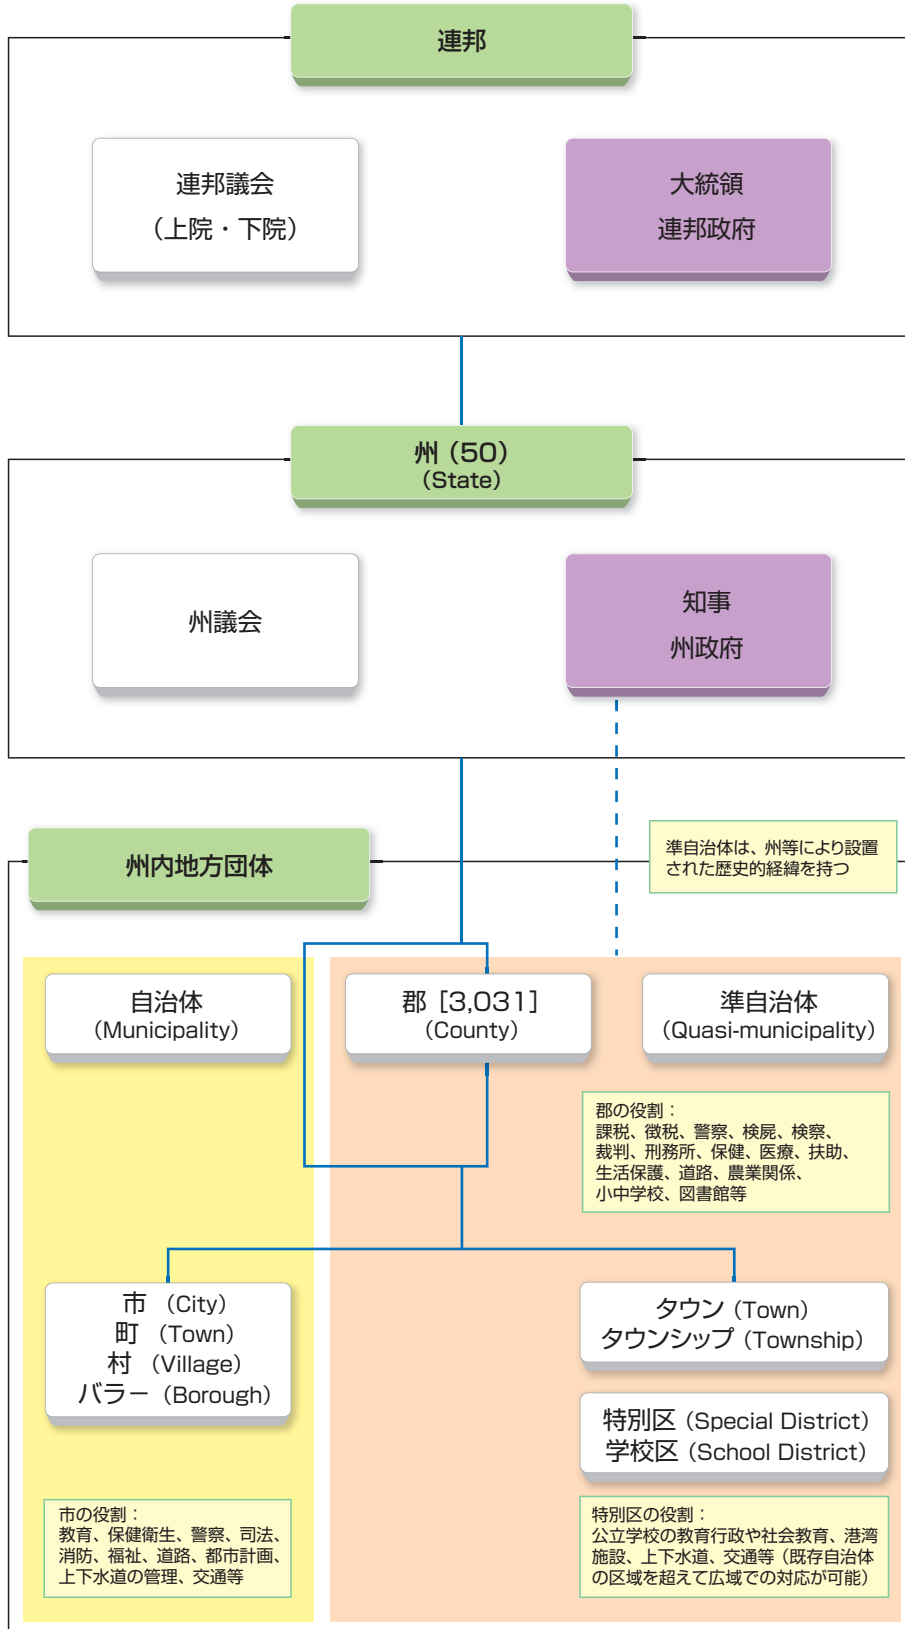 連邦
連邦議会
（上院・下院）
大統領
連邦政府
州（50）
（State）
州議会
知事
州政府
州内地方団体
準自治体は、州等により設置
された歴史的経緯を持つ
自治体
（Municipality）
郡［3,031］
（County）
準自治体
（Quasi-municipality）
郡の役割：
課税、徴税、警察、検屍、検察、
裁判、刑務所、保健、医療、扶助、
生活保護、道路、農業関係、
小中学校、図書館等
市 （City）
町 （Town）
村 （Village）
バラー（Borough）
タウン（Town）
タウンシップ（Township）
特別区（Special District）
学校区（School District）
市の役割：
教育、保健衛生、警察、司法、
消防、福祉、道路、都市計画、
上下水道の管理、交通等
特別区の役割：
公立学校の教育行政や社会教育、港湾
施設、上下水道、交通等（既存自治体
の区域を超えて広域での対応が可能）